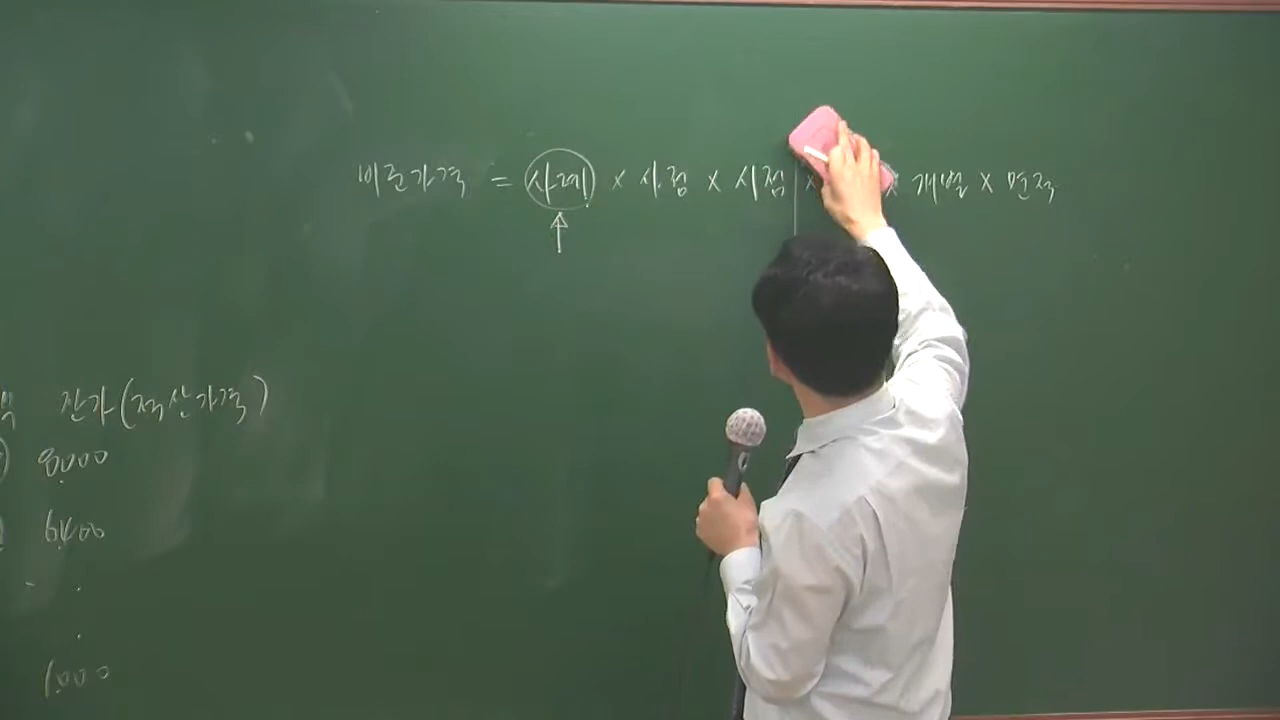 비준가격 = 사례 × 사정 × 시점 × × 개별 × 면적
잔가(적산가격)
8000
6400
1000